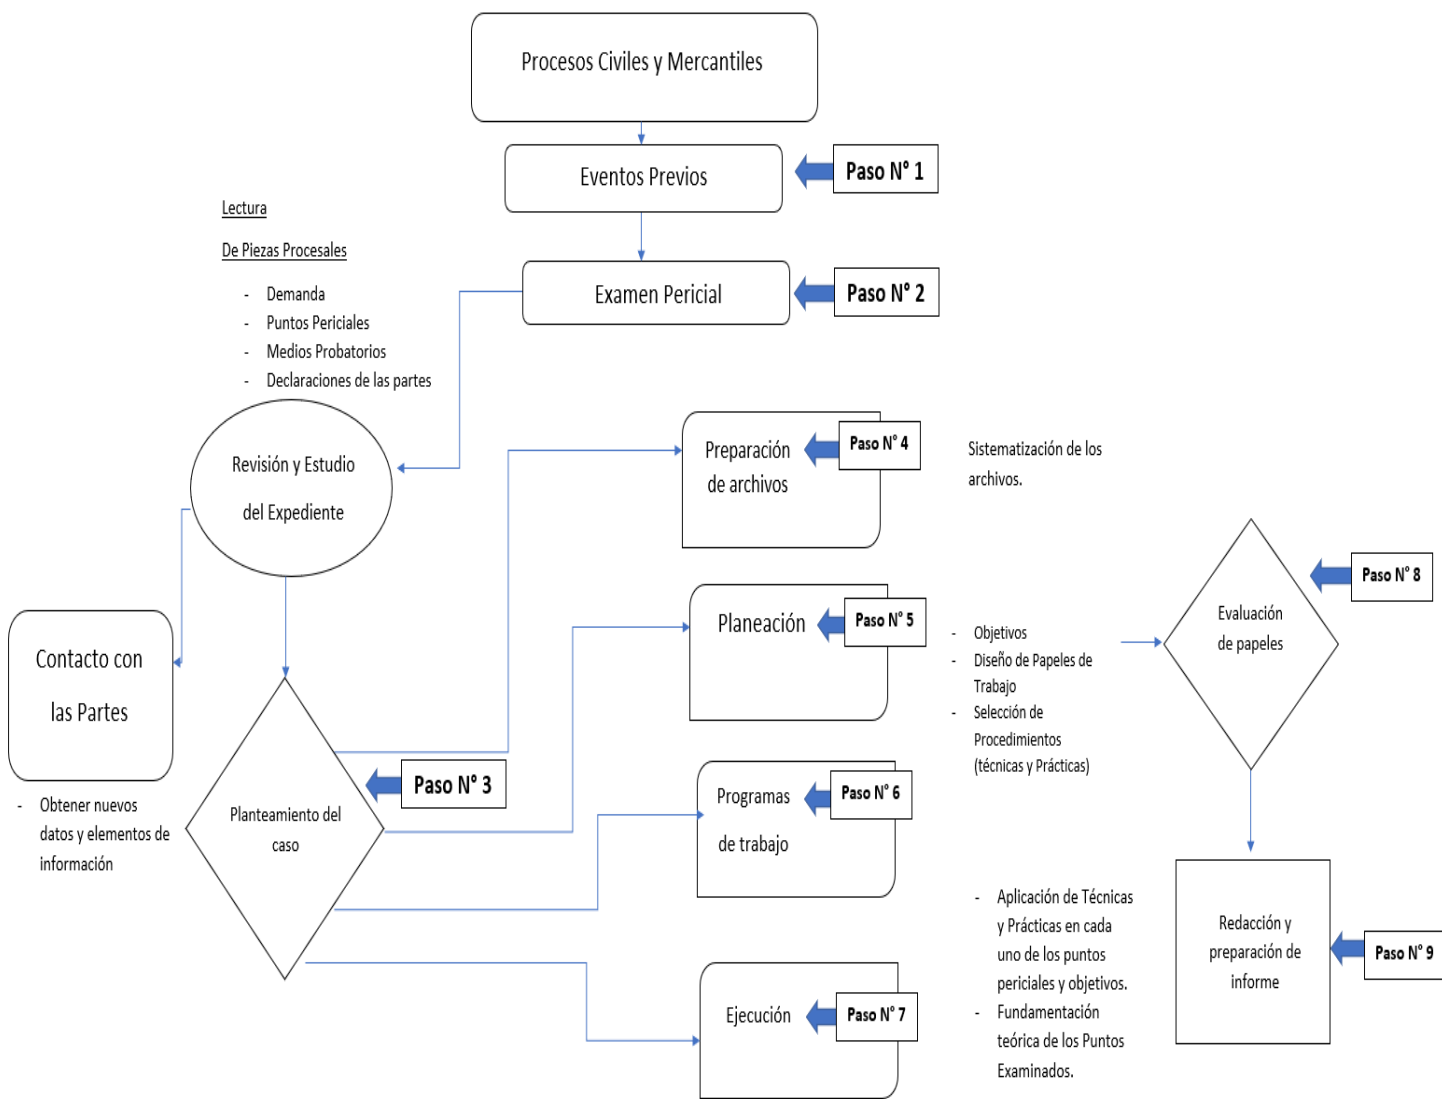 Procesos Civiles y Mercantiles
Eventos Previos
Paso N° 1
Lectura
De Piezas Procesales
- Demanda
- Puntos Periciales
- Medios Probatorios
- Declaraciones de las partes
Examen Pericial
Paso N° 2
Revisión y Estudio
del Expediente
Contacto con
las Partes
- Obtener nuevos
datos y elementos de
información
Planteamiento del
caso
Paso N° 3
Preparación
de archivos
Paso N° 4
Sistematización de los
archivos.
Planeación
Paso N° 5
- Objetivos
- Diseño de Papeles de
Trabajo
- Selección de
Procedimientos
(técnicas y Prácticas)
Programas
de trabajo
Paso N° 6
Ejecución
Paso N° 7
- Aplicación de Técnicas
y Prácticas en cada
uno de los puntos
periciales y objetivos.
- Fundamentación
teórica de los Puntos
Examinados.
Evaluación
de papeles
Paso N° 8
Redacción y
preparación de
informe
Paso N° 9